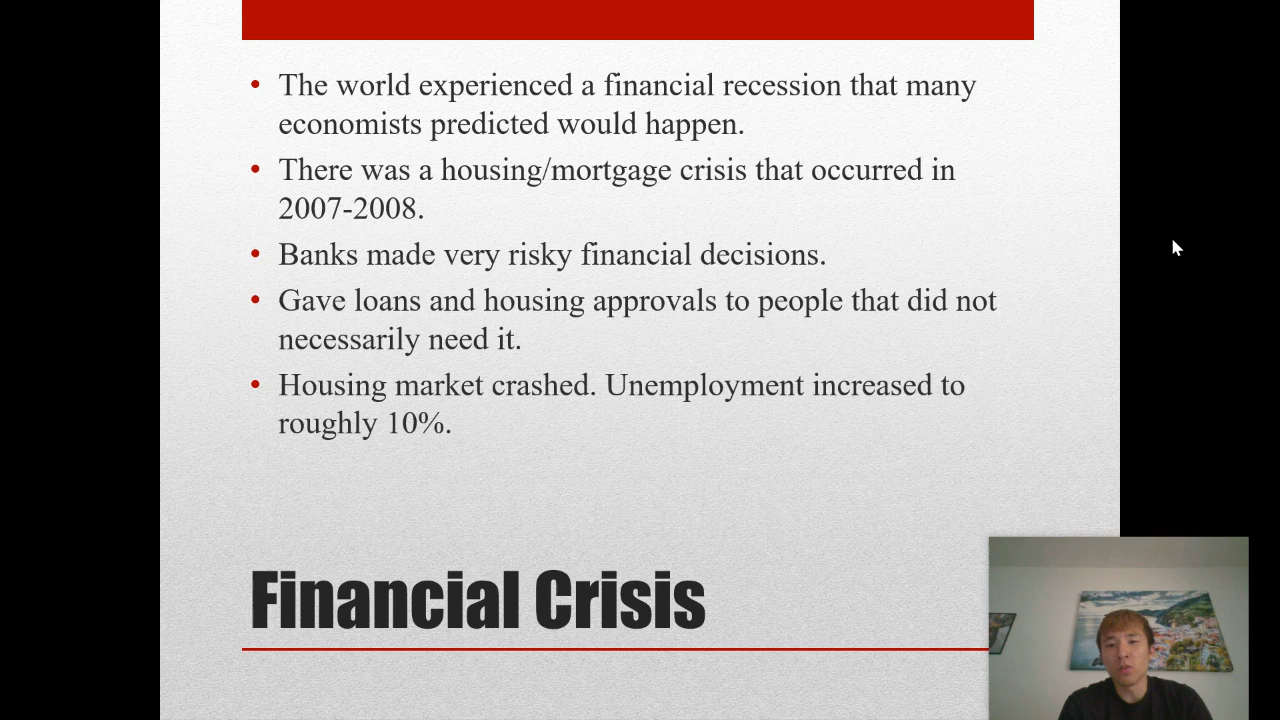 • The world experienced a financial recession that many
economists predicted would happen.
• There was a housing/mortgage crisis that occurred in
2007-2008.
• Banks made very risky financial decisions.
• Gave loans and housing approvals to people that did not
necessarily need it.
• Housing market crashed. Unemployment increased to
roughly 10%.
Financial Crisis